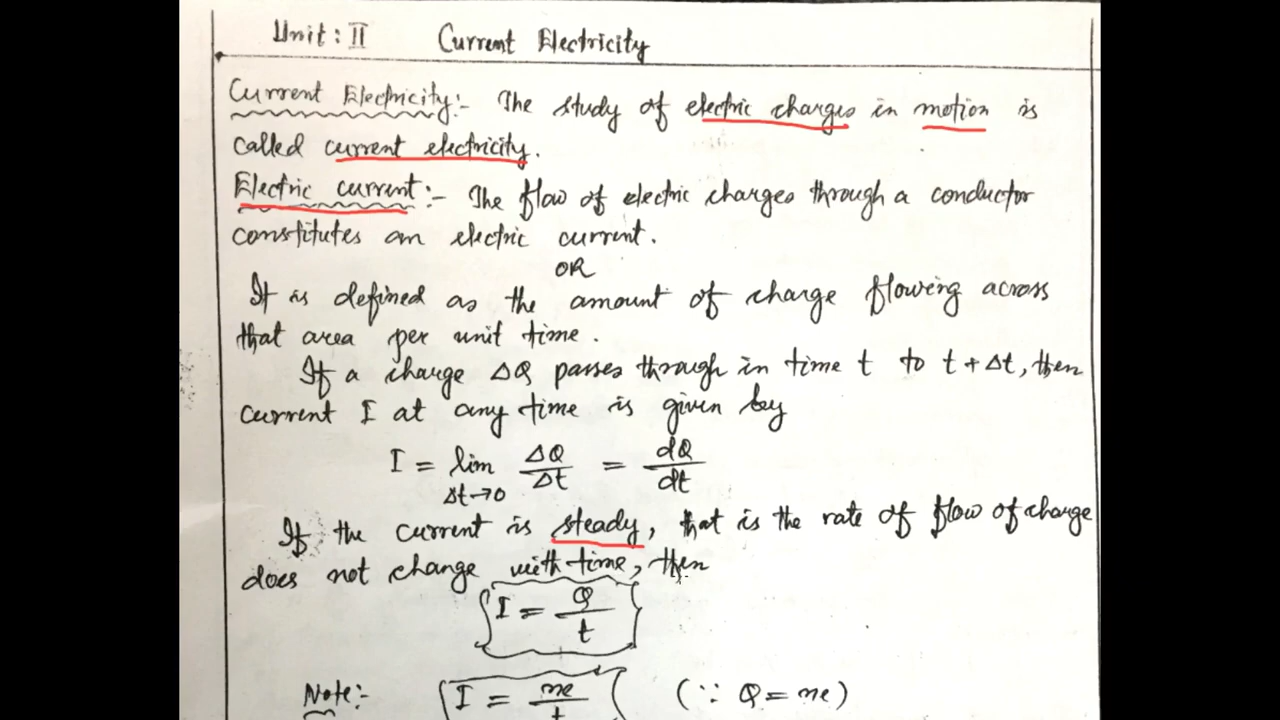 Unit: II Current Electricity
Current Electricity:- The study of electric charges in motion is
called current electricity.
Electric current:- The flow of electric charges through a conductor
constitutes an electric current.
OR
It is defined as the amount of charge flowing across
that area per unit time.
If a charge ΔQ passes through in time t to t + Δt, then
current I at any time is given by
I = lim Δt→0 ΔQ/Δt = dQ/dt
If the current is steady, that is the rate of flow of charge
does not change with time, then
I = Q/t
Note:- I = ne/t (∵ Q = ne)